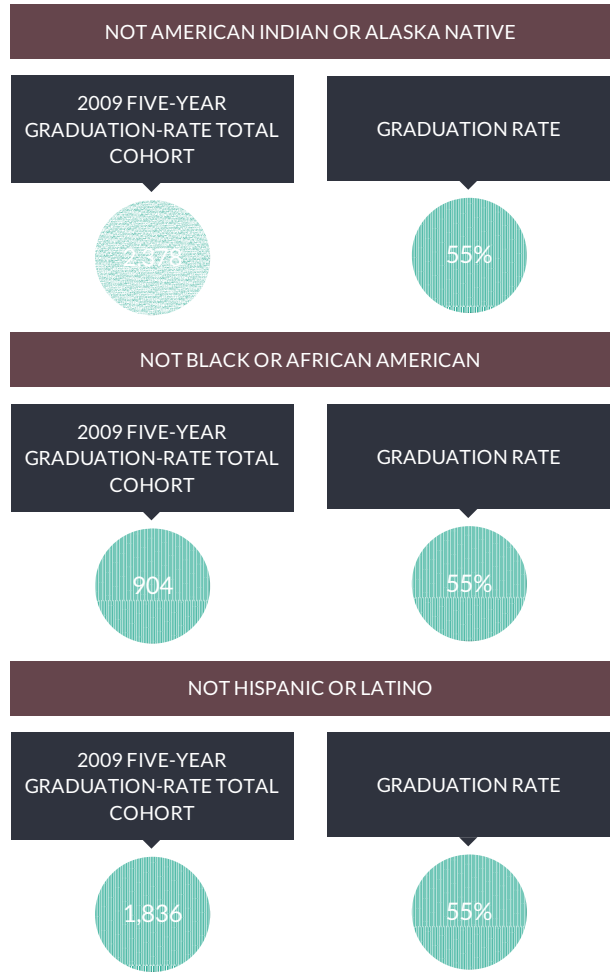 NOT AMERICAN INDIAN OR ALASKA NATIVE
2009 FIVE-YEAR
GRADUATION-RATE TOTAL
COHORT
GRADUATION RATE
2,378
55%
NOT BLACK OR AFRICAN AMERICAN
2009 FIVE-YEAR
GRADUATION-RATE TOTAL
COHORT
GRADUATION RATE
904
55%
NOT HISPANIC OR LATINO
2009 FIVE-YEAR
GRADUATION-RATE TOTAL
COHORT
GRADUATION RATE
1,836
55%